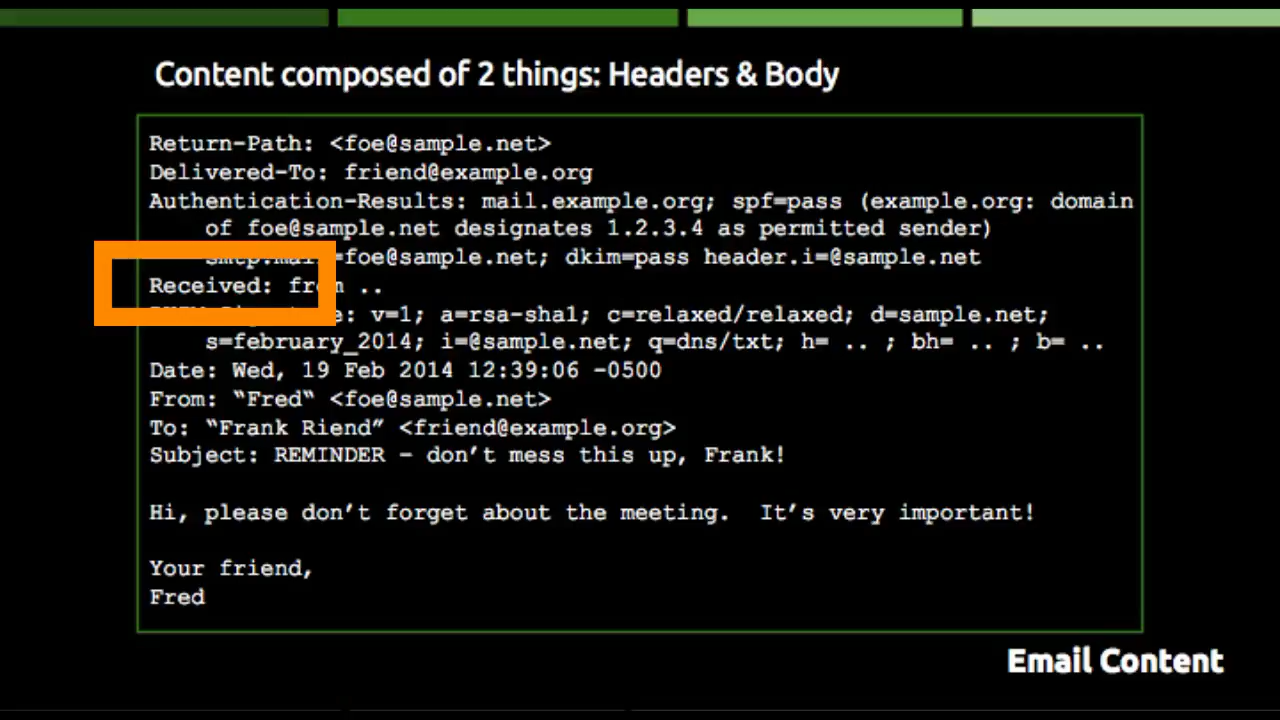 Content composed of 2 things: Headers & Body
Return-Path: <foe@sample.net>
Delivered-To: friend@example.org
Authentication-Results: mail.example.org; spf=pass (example.org: domain
of foe@sample.net designates 1.2.3.4 as permitted sender)
=foe@sample.net; dkim=pass header.i=@sample.net
Received: from ..
v=1; a=rsa-sha1; c=relaxed/relaxed; d=sample.net;
s=february_2014; i=@sample.net; q=dns/txt; h= .. ; bh= .. ; b= ..
Date: Wed, 19 Feb 2014 12:39:06 -0500
From: “Fred“ <foe@sample.net>
To: “Frank Riend” <friend@example.org>
Subject: REMINDER – don’t mess this up, Frank!
Hi, please don’t forget about the meeting. It’s very important!
Your friend,
Fred
Email Content